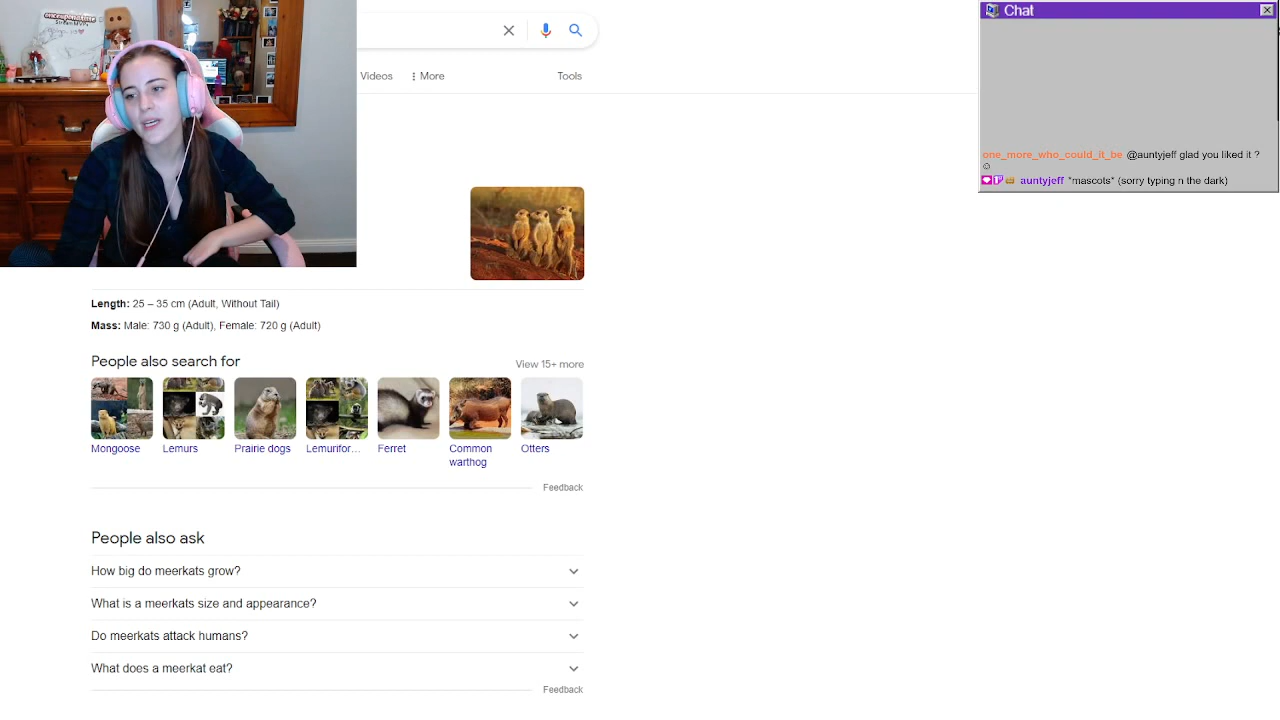 Chat
Videos
More
Tools
one_more_who_could_it_be @auntyjeff glad you liked it ?
auntyjeff *mascots* (sorry typing n the dark)
Length: 25 – 35 cm (Adult, Without Tail)
Mass: Male: 730 g (Adult), Female: 720 g (Adult)
People also search for
View 15+ more
Mongoose
Lemurs
Prairie dogs
Lemurifor...
Ferret
Common
warthog
Otters
Feedback
People also ask
How big do meerkats grow?
What is a meerkats size and appearance?
Do meerkats attack humans?
What does a meerkat eat?
Feedback